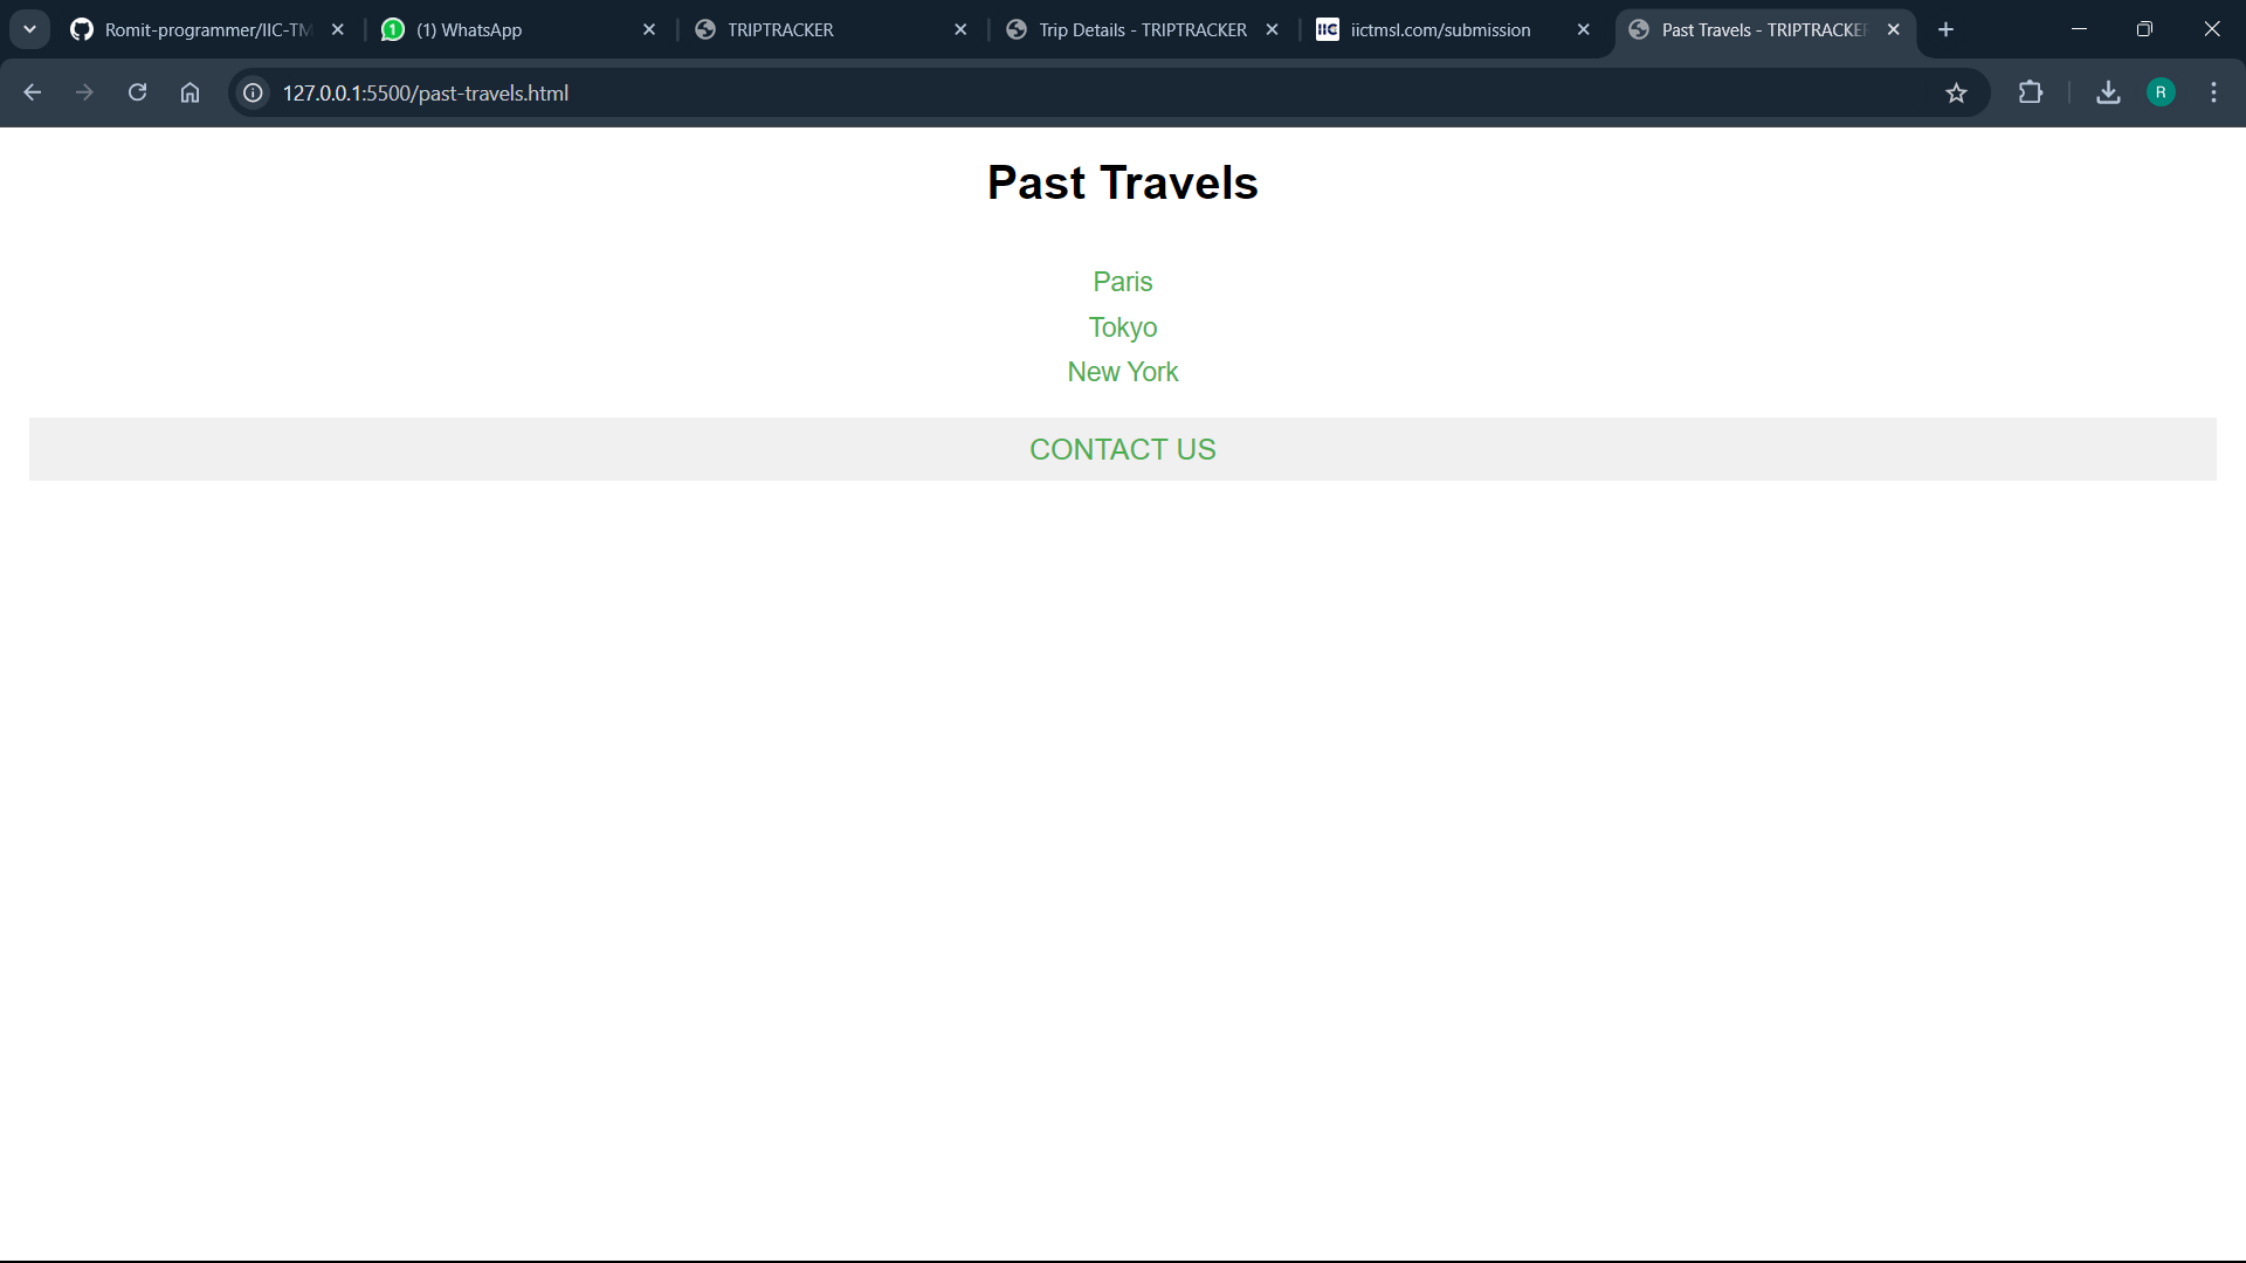 Romit-programmer/IIC-TM
(1) WhatsApp
TRIPTRACKER
Trip Details - TRIPTRACKER
iictmsl.com/submission
Past Travels - TRIPTRACKER
127.0.0.1:5500/past-travels.html
R
Past Travels
Paris
Tokyo
New York
CONTACT US